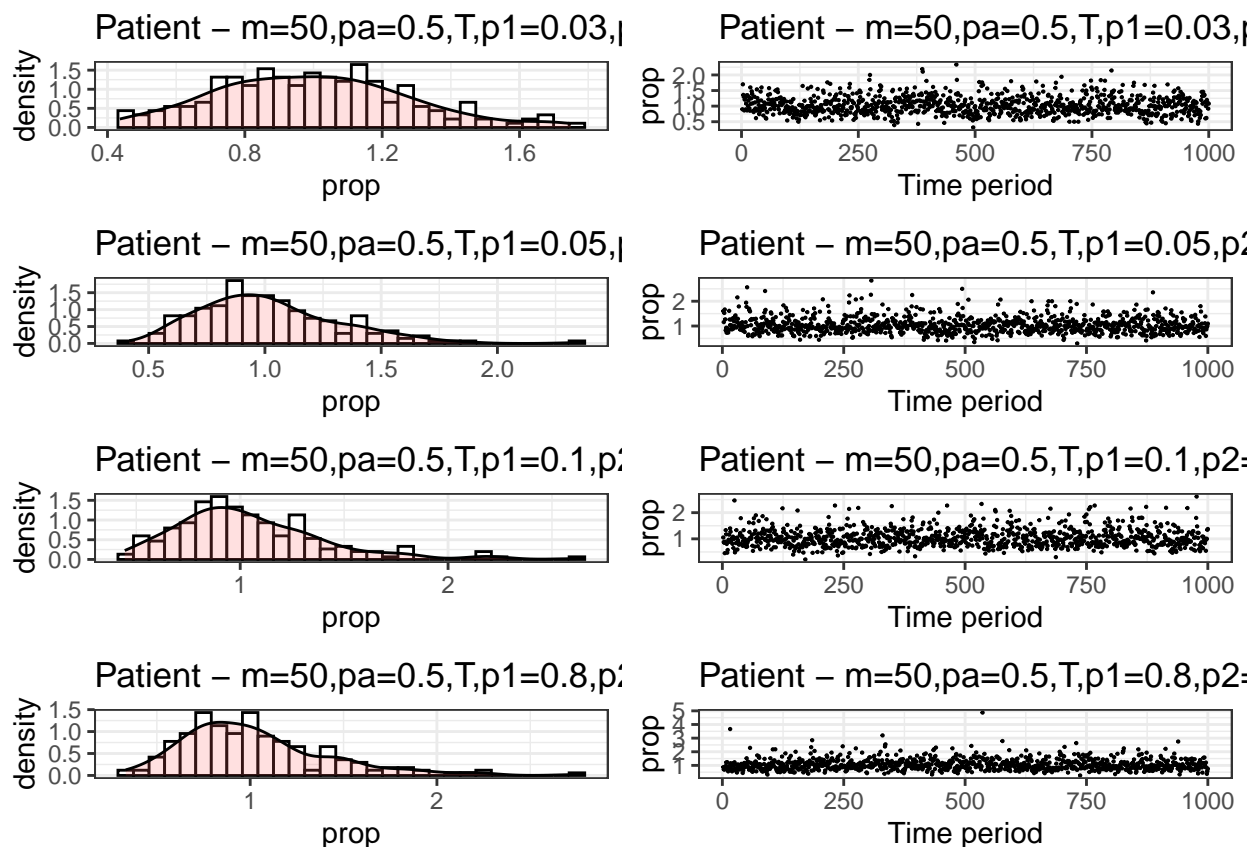 Patient – m=50,pa=0.5,T,p1=0.03,p
density
1.5
1.0
0.5
0.0
0.4 0.8 1.2 1.6
prop
Patient – m=50,pa=0.5,T,p1=0.03,p
prop
2.0
1.5
1.0
0.5
0 250 500 750 1000
Time period
Patient – m=50,pa=0.5,T,p1=0.05,p
density
1.5
1.0
0.5
0.0
0.5 1.0 1.5 2.0
prop
Patient – m=50,pa=0.5,T,p1=0.05,p2
prop
2
1
0 250 500 750 1000
Time period
Patient – m=50,pa=0.5,T,p1=0.1,p2
density
1.5
1.0
0.5
0.0
1 2
prop
Patient – m=50,pa=0.5,T,p1=0.1,p2=
prop
2
1
0 250 500 750 1000
Time period
Patient – m=50,pa=0.5,T,p1=0.8,p2
density
1.5
1.0
0.5
0.0
1 2
prop
Patient – m=50,pa=0.5,T,p1=0.8,p2=
prop
5
4
3
2
1
0 250 500 750 1000
Time period